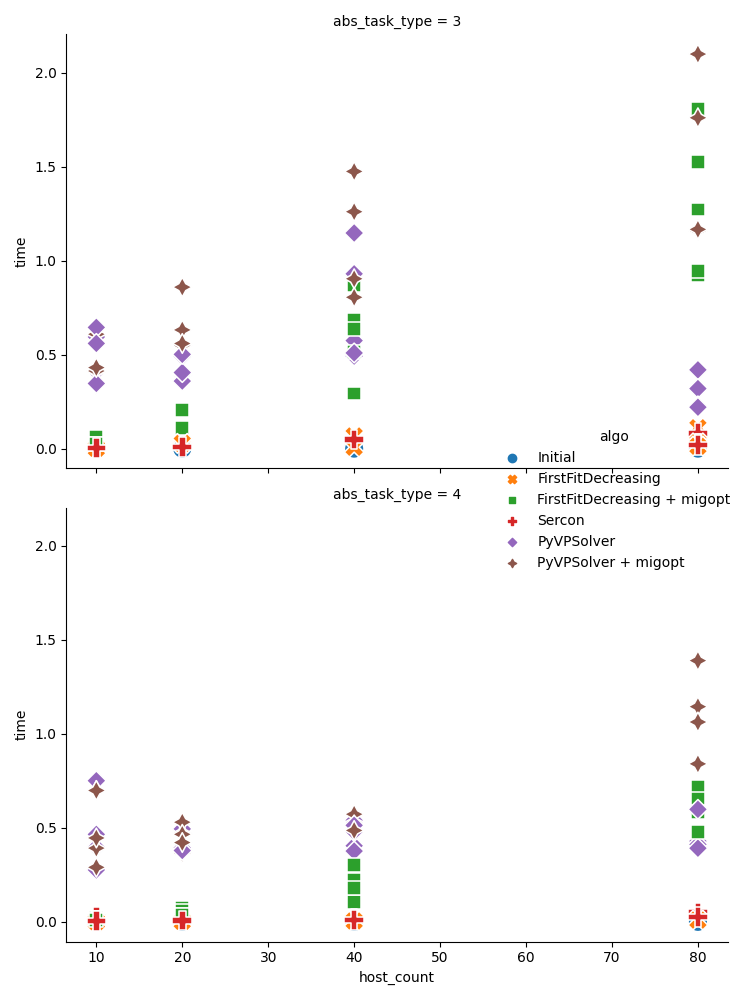 abs_task_type = 3
2.0
1.5
1.0
0.5
0.0
time
algo
Initial
FirstFitDecreasing
FirstFitDecreasing + migopt
Sercon
PyVPSolver
PyVPSolver + migopt
abs_task_type = 4
2.0
1.5
1.0
0.5
0.0
time
10 20 30 40 50 60 70 80
host_count